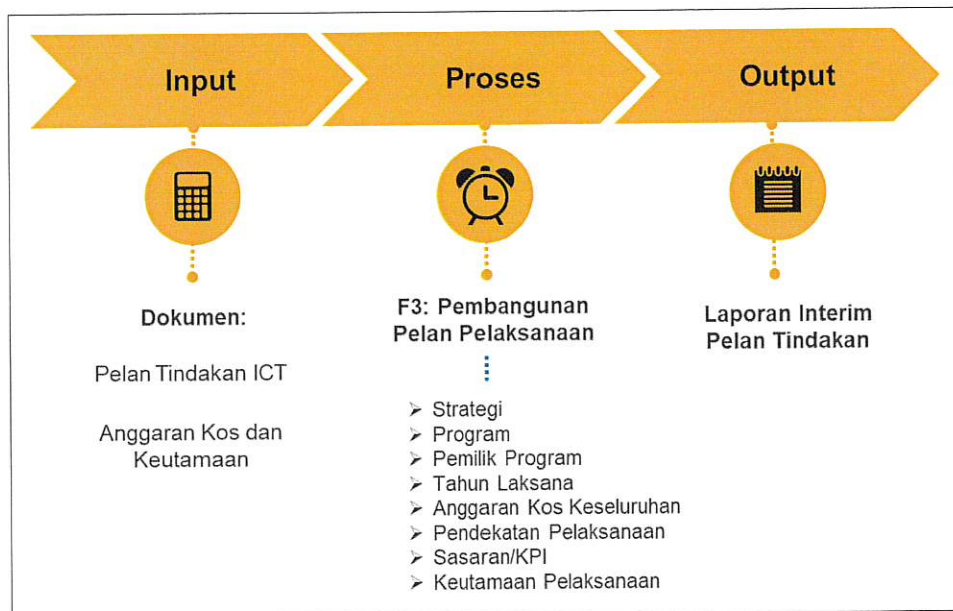 Input
Proses
Output
Dokumen:
Pelan Tindakan ICT
Anggaran Kos dan
Keutamaan
F3: Pembangunan
Pelan Pelaksanaan
➢ Strategi
➢ Program
➢ Pemilik Program
➢ Tahun Laksana
➢ Anggaran Kos Keseluruhan
➢ Pendekatan Pelaksanaan
➢ Sasaran/KPI
➢ Keutamaan Pelaksanaan
Laporan Interim
Pelan Tindakan